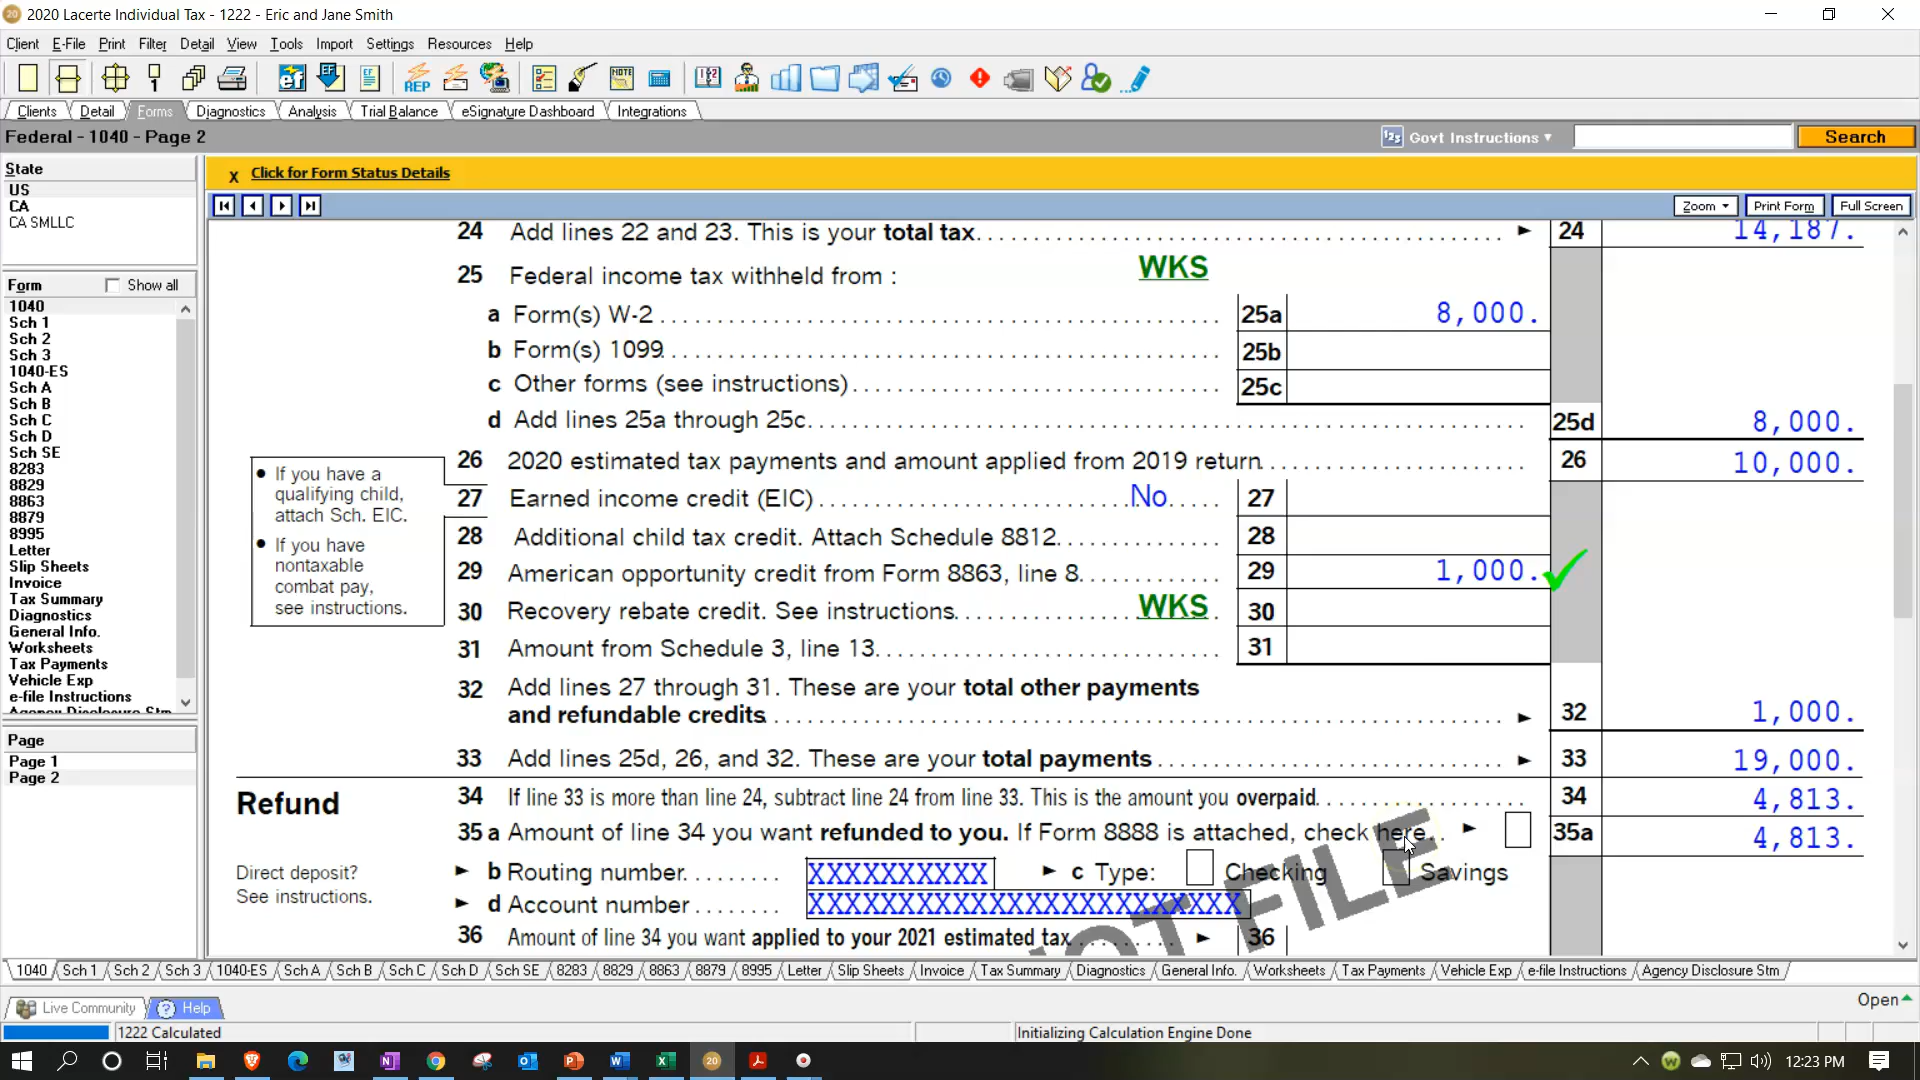 2020 Lacerte Individual Tax - 1222 - Eric and Jane Smith
Client E-File Print Filter Detail View Tools Import Settings Resources Help
Clients Detail Forms Diagnostics Analysis Trial Balance eSignature Dashboard Integrations
Federal - 1040 - Page 2 Govt Instructions Search
State
US
CA
CA SMLLC
Form Show all
1040
Sch 1
Sch 2
Sch 3
1040-ES
Sch A
Sch B
Sch C
Sch D
Sch SE
8283
8829
8863
8879
8995
Letter
Slip Sheets
Invoice
Tax Summary
Diagnostics
General Info.
Worksheets
Tax Payments
Vehicle Exp
e-file Instructions
Agency Disclosure Stm
Page
Page 1
Page 2
x Click for Form Status Details
Zoom Print Form Full Screen
24 Add lines 22 and 23. This is your total tax 24 14,187.
25 Federal income tax withheld from : WKS
a Form(s) W-2 25a 8,000.
b Form(s) 1099 25b
c Other forms (see instructions) 25c
d Add lines 25a through 25c 25d 8,000.
26 2020 estimated tax payments and amount applied from 2019 return 26 10,000.
27 Earned income credit (EIC) No 27
28 Additional child tax credit. Attach Schedule 8812 28
29 American opportunity credit from Form 8863, line 8 29 1,000.
30 Recovery rebate credit. See instructions WKS 30
31 Amount from Schedule 3, line 13 31
32 Add lines 27 through 31. These are your total other payments
and refundable credits 32 1,000.
33 Add lines 25d, 26, and 32. These are your total payments 33 19,000.
• If you have a
qualifying child,
attach Sch. EIC.
• If you have
nontaxable
combat pay,
see instructions.
Refund
34 If line 33 is more than line 24, subtract line 24 from line 33. This is the amount you overpaid 34 4,813.
35 a Amount of line 34 you want refunded to you. If Form 8888 is attached, check here 35a 4,813.
Direct deposit?
See instructions.
b Routing number XXXXXXXXXX c Type: Checking Savings
d Account number XXXXXXXXXXXXXXXXXXXXXXXX
36 Amount of line 34 you want applied to your 2021 estimated tax 36
NOT FILE
1040 Sch 1 Sch 2 Sch 3 1040-ES Sch A Sch B Sch C Sch D Sch SE 8283 8829 8863 8879 8995 Letter Slip Sheets Invoice Tax Summary Diagnostics General Info. Worksheets Tax Payments Vehicle Exp e-file Instructions Agency Disclosure Stm
Live Community Help Open
1222 Calculated Initializing Calculation Engine Done
12:23 PM